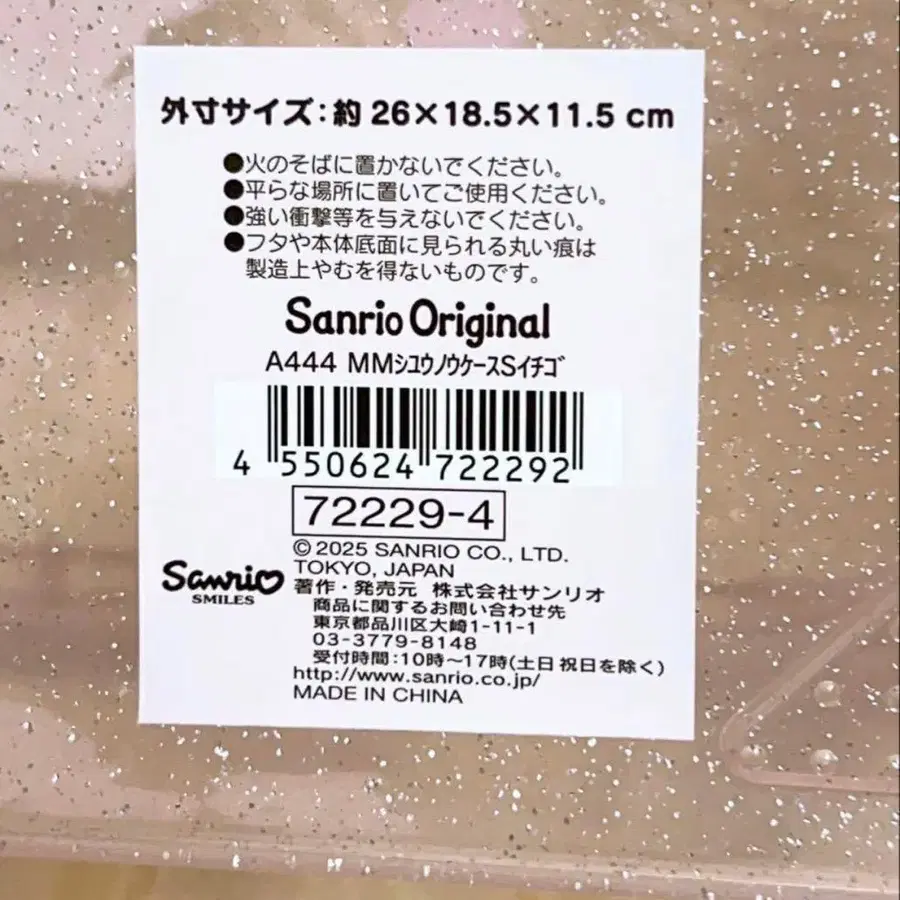 外寸サイズ:約 26×18.5×11.5 cm
●火のそばに置かないでください。
●平らな場所に置いてご使用ください。
●強い衝撃等を与えないでください。
●フタや本体底面に見られる丸い痕は
製造上やむを得ないものです。
Sanrio Original
A444 MMシユウノウケースSイチゴ
4 550624 722292
72229-4
© 2025 SANRIO CO., LTD.
TOKYO, JAPAN
著作・発売元 株式会社サンリオ
商品に関するお問い合わせ先
東京都品川区大崎1-11-1
03-3779-8148
受付時間:10時～17時(土日 祝日を除く)
http://www.sanrio.co.jp/
MADE IN CHINA
Sanrio
SMILES